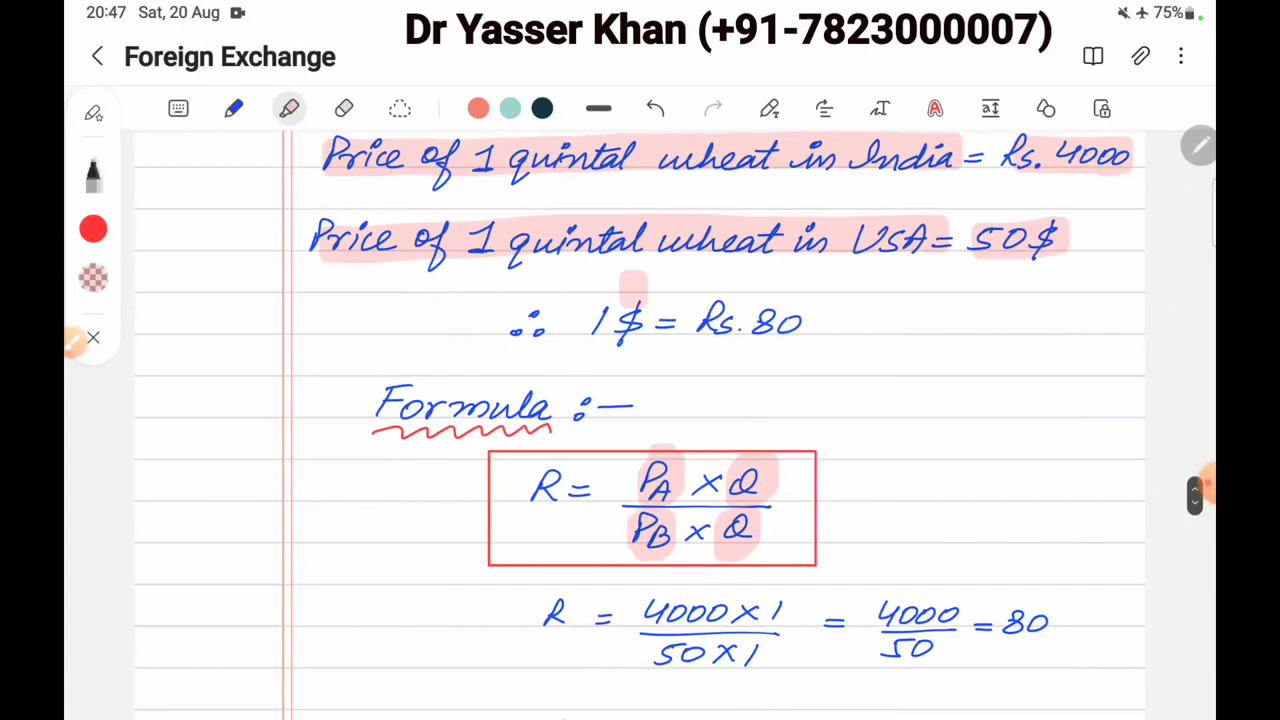 20:47 Sat, 20 Aug
75%
Dr Yasser Khan (+91-7823000007)
Foreign Exchange
Price of 1 quintal wheat in India = Rs. 4000
Price of 1 quintal wheat in USA = 50$
∴ 1 $ = Rs. 80
Formula :-
R = PA × Q / PB × Q
R = 4000 × 1 / 50 × 1 = 4000 / 50 = 80